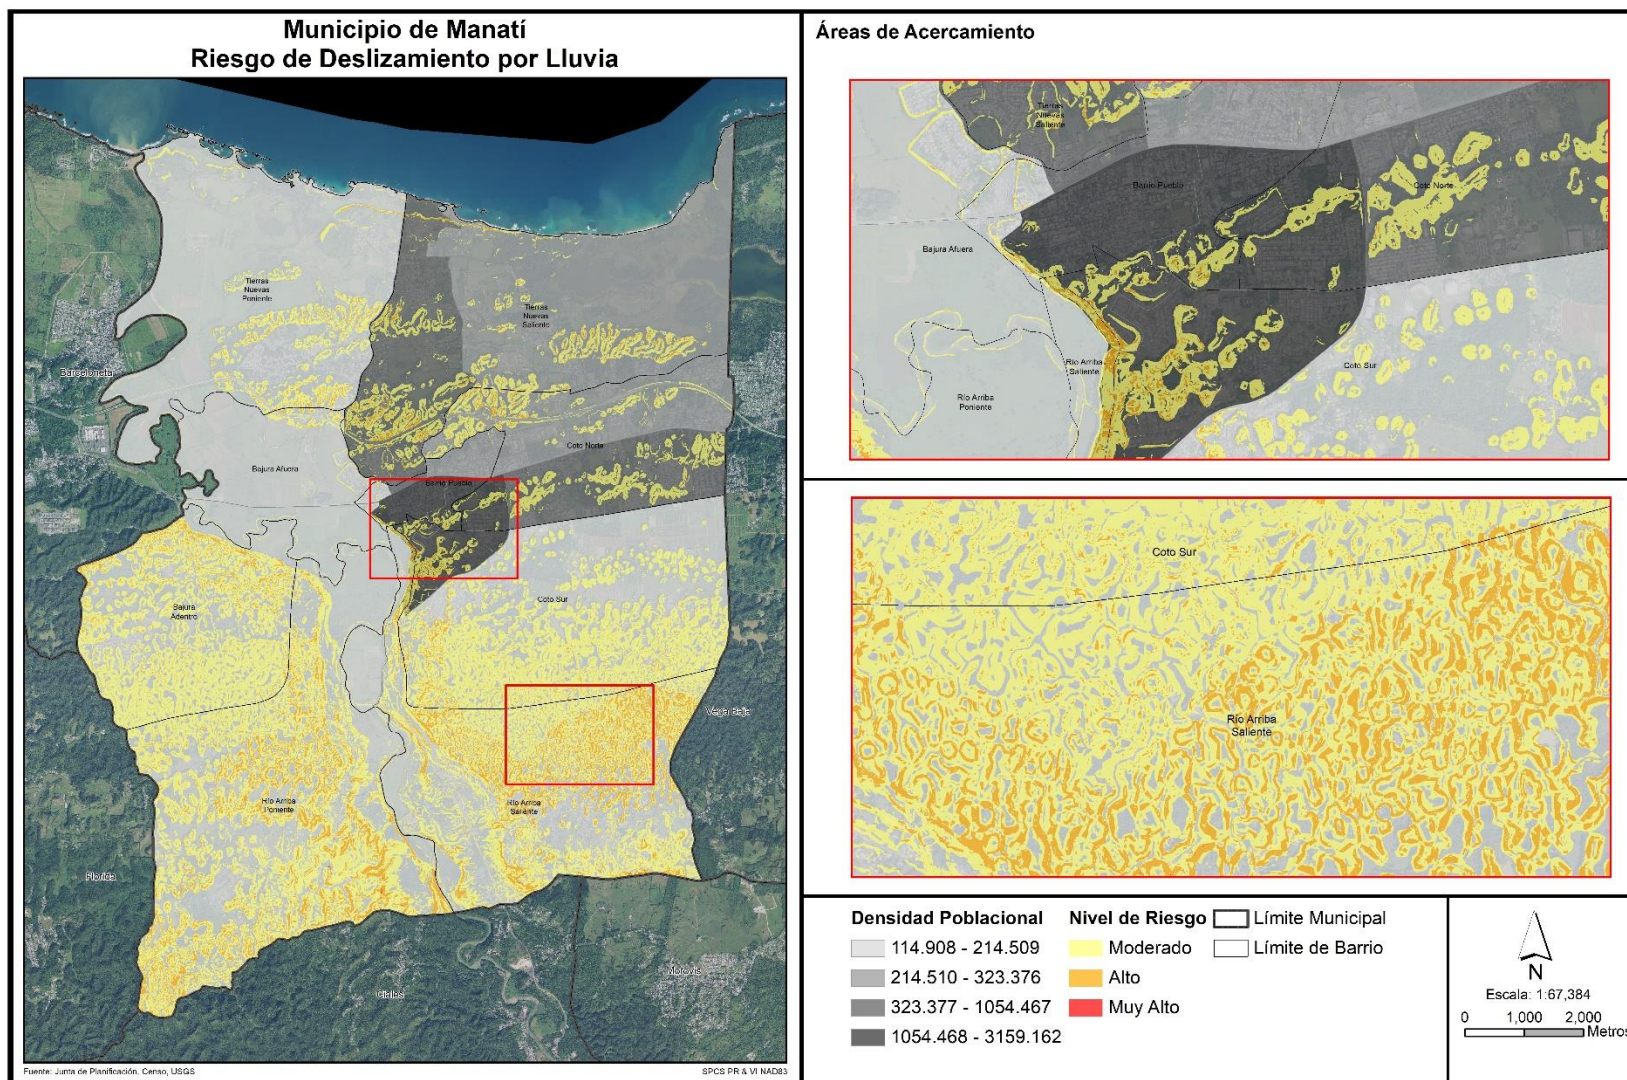 Municipio de Manatí
Riesgo de Deslizamiento por Lluvia
Tierras
Nuevas
Poniente
Tierras
Nuevas
Saliente
Barceloneta
Coto Norte
Bajura Afuera
Barrio Pueblo
Bajura
Adentro
Coto Sur
Vega Baja
Río Arriba
Poniente
Río Arriba
Saliente
Florida
Morovis
Ciales
Fuente: Junta de Planificación, Censo, USGS
SPCS PR & VI NAD83
Áreas de Acercamiento
Tierras
Nuevas
Saliente
Barrio Pueblo
Coto Norte
Bajura Afuera
Río Arriba
Saliente
Coto Sur
Río Arriba
Poniente
Coto Sur
Río Arriba
Saliente
Densidad Poblacional
114.908 - 214.509
214.510 - 323.376
323.377 - 1054.467
1054.468 - 3159.162
Nivel de Riesgo
Moderado
Alto
Muy Alto
Límite Municipal
Límite de Barrio
N
Escala: 1:67,384
0 1,000 2,000
Metros